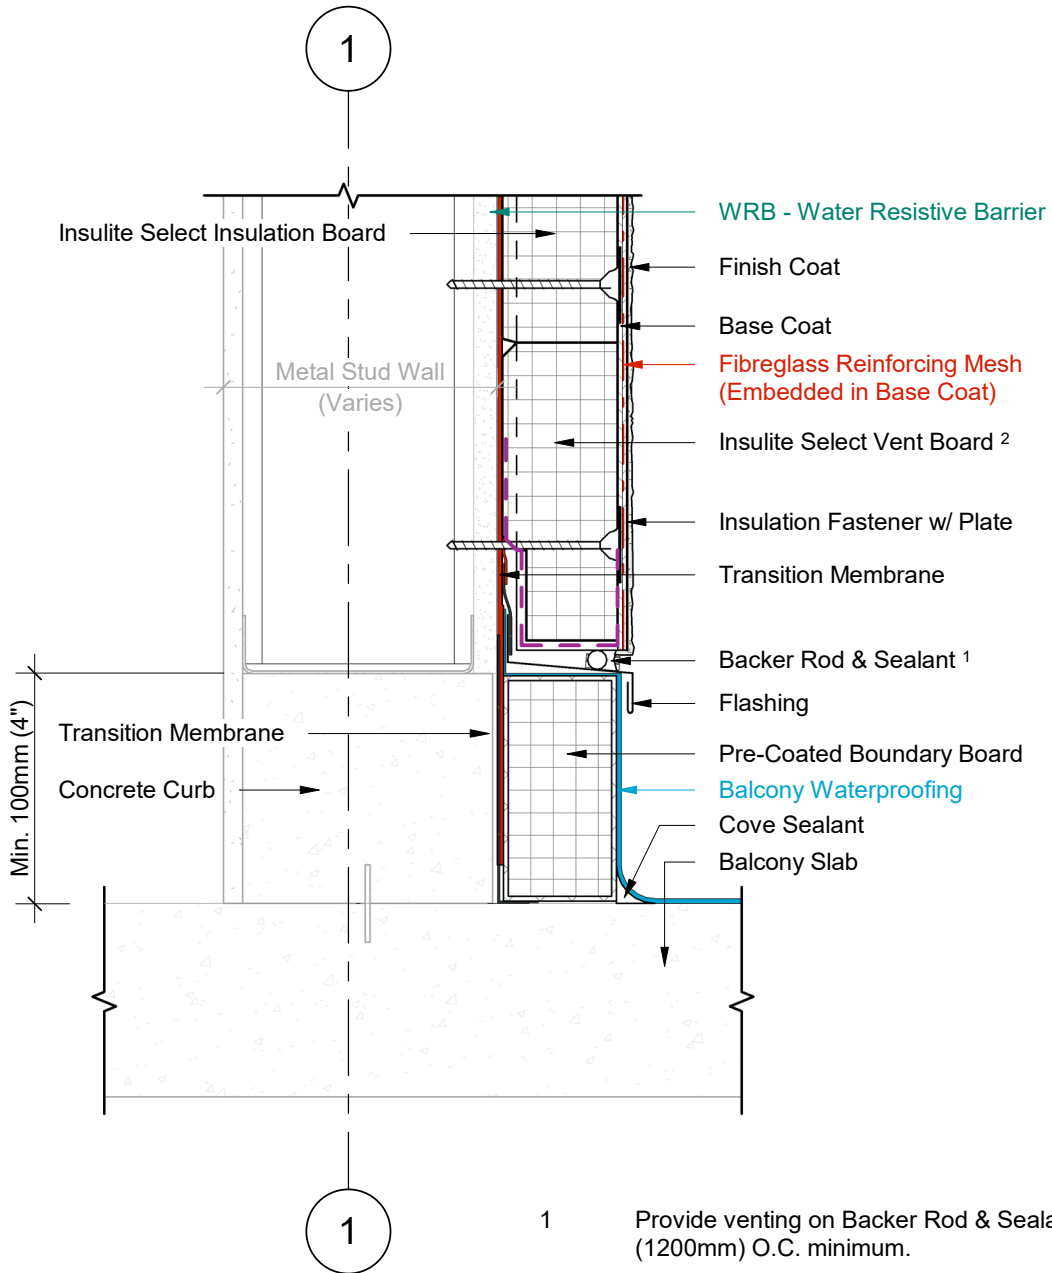 1
WRB - Water Resistive Barrier
Insulite Select Insulation Board
Finish Coat
Base Coat
Metal Stud Wall
(Varies)
Fibreglass Reinforcing Mesh
(Embedded in Base Coat)
Insulite Select Vent Board 2
Insulation Fastener w/ Plate
Transition Membrane
Backer Rod & Sealant 1
Flashing
Min. 100mm (4")
Transition Membrane
Pre-Coated Boundary Board
Concrete Curb
Balcony Waterproofing
Cove Sealant
Balcony Slab
1
1 Provide venting on Backer Rod &
(1200mm) O.C. minimum.